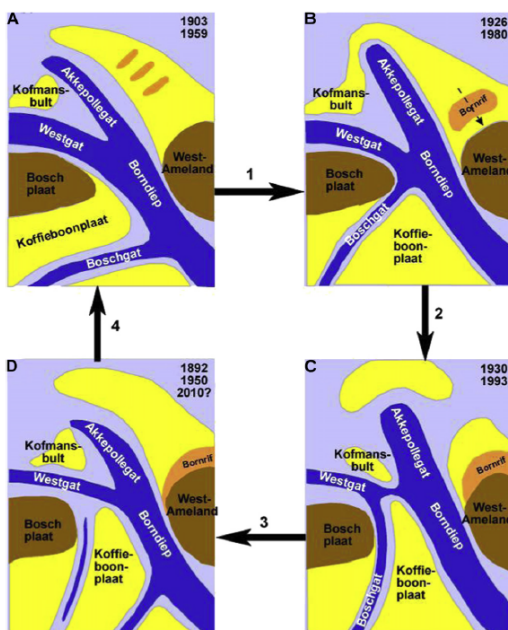 A
1903
1959
Kofmans-
bult
Akkepollegat
Westgat
Bosch
plaat
Borndiep
West-
Ameland
Koffieboonplaat
Boschgat
1
B
1926
1980
Kofmans-
bult
Akkepollegat
Bornrif
Westgat
Bosch
plaat
Borndiep
West-
Ameland
Boschgat
Koffie-
boon-
plaat
2
C
1930
1993
Akkepollegat
Kofmans-
bult
Bornrif
Westgat
Bosch
plaat
Borndiep
West-
Ameland
Boschgat
Koffie-
boon-
plaat
3
D
1892
1950
2010?
Kofmans-
bult
Akkepollegat
Bornrif
Westgat
Bosch
plaat
Borndiep
West-
Ameland
Koffie-
boon-
plaat
4